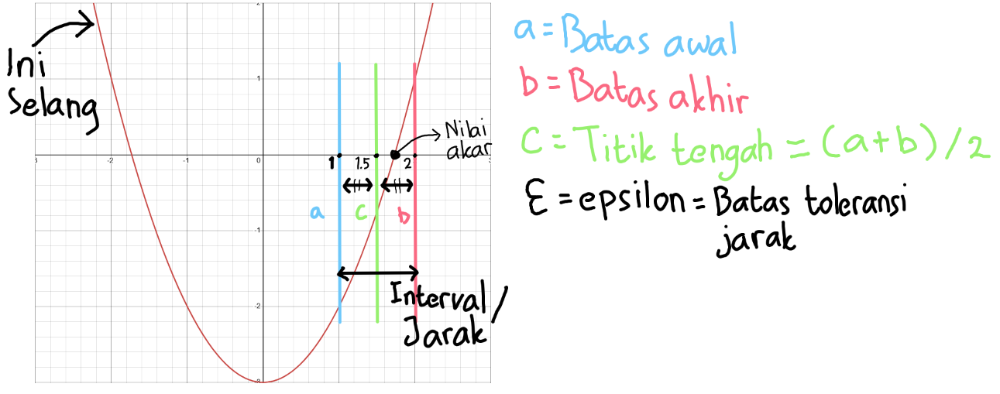 Ini
Selang
a = Batas awal
b = Batas akhir
c = Titik tengah = (a+b)/2
Ɛ = epsilon = Batas toleransi
jarak
2
1
Nilai
akar
3
-2
-1
0
1
1.5
2
3
a
c
b
-1
Interval /
Jarak
-2
-3